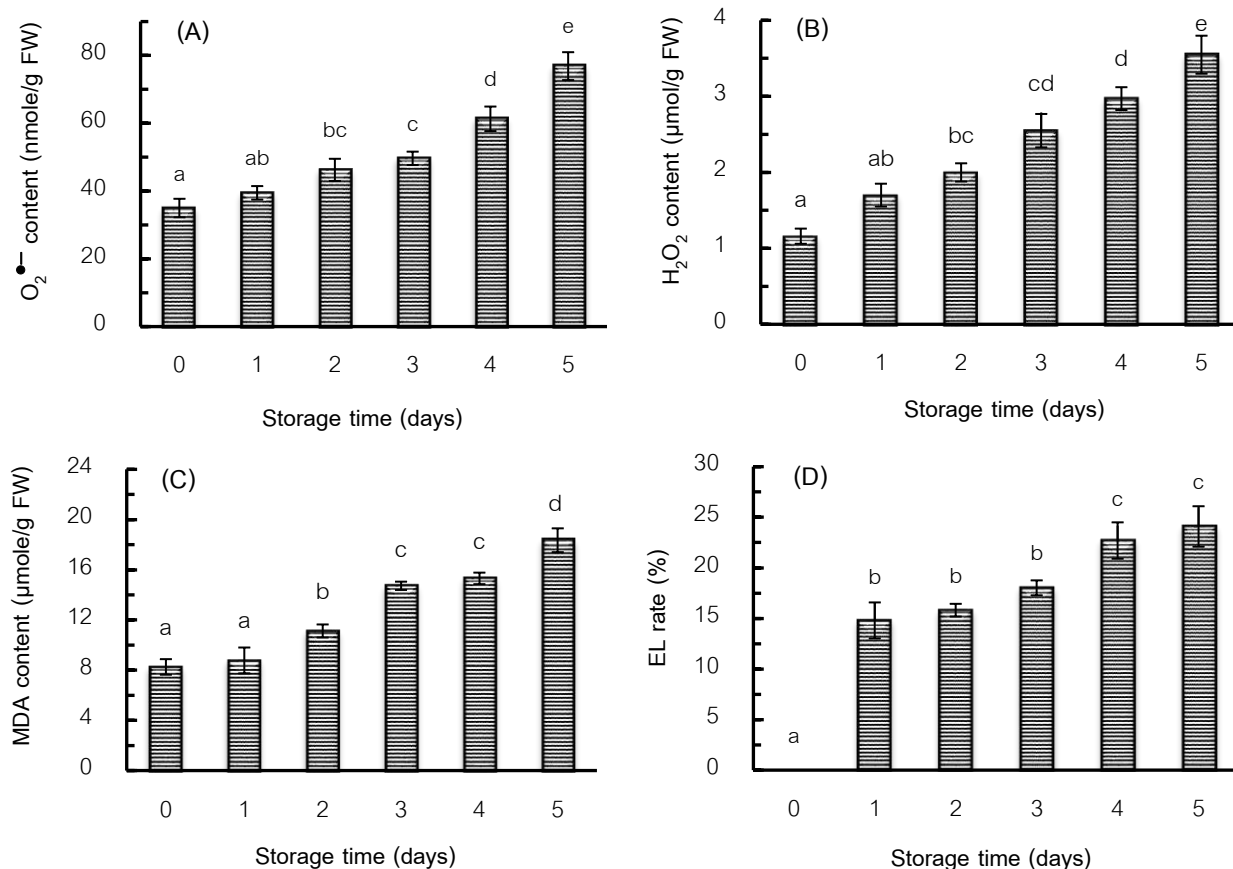 (A)
O₂●– content (nmole/g FW)
80
60
40
20
0
a
ab
bc
c
d
e
0 1 2 3 4 5
Storage time (days)
(B)
H₂O₂ content (µmol/g FW)
4
3
2
1
0
a
ab
bc
cd
d
e
0 1 2 3 4 5
Storage time (days)
(C)
MDA content (µmole/g FW)
24
20
16
12
8
4
0
a
a
b
c
c
d
0 1 2 3 4 5
Storage time (days)
(D)
EL rate (%)
30
25
20
15
10
5
0
a
b
b
b
c
c
0 1 2 3 4 5
Storage time (days)